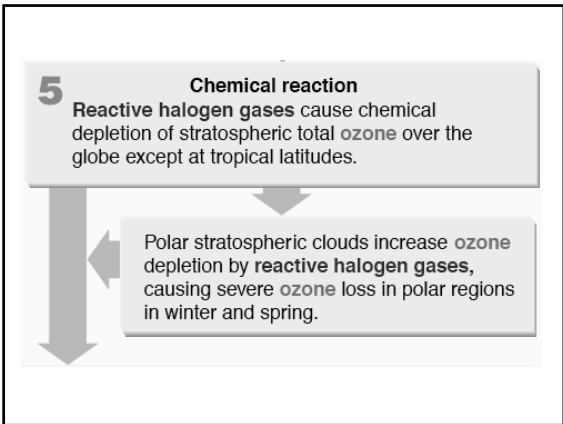 5
Chemical reaction
Reactive halogen gases cause chemical
depletion of stratospheric total ozone over the
globe except at tropical latitudes.
Polar stratospheric clouds increase ozone
depletion by reactive halogen gases,
causing severe ozone loss in polar regions
in winter and spring.